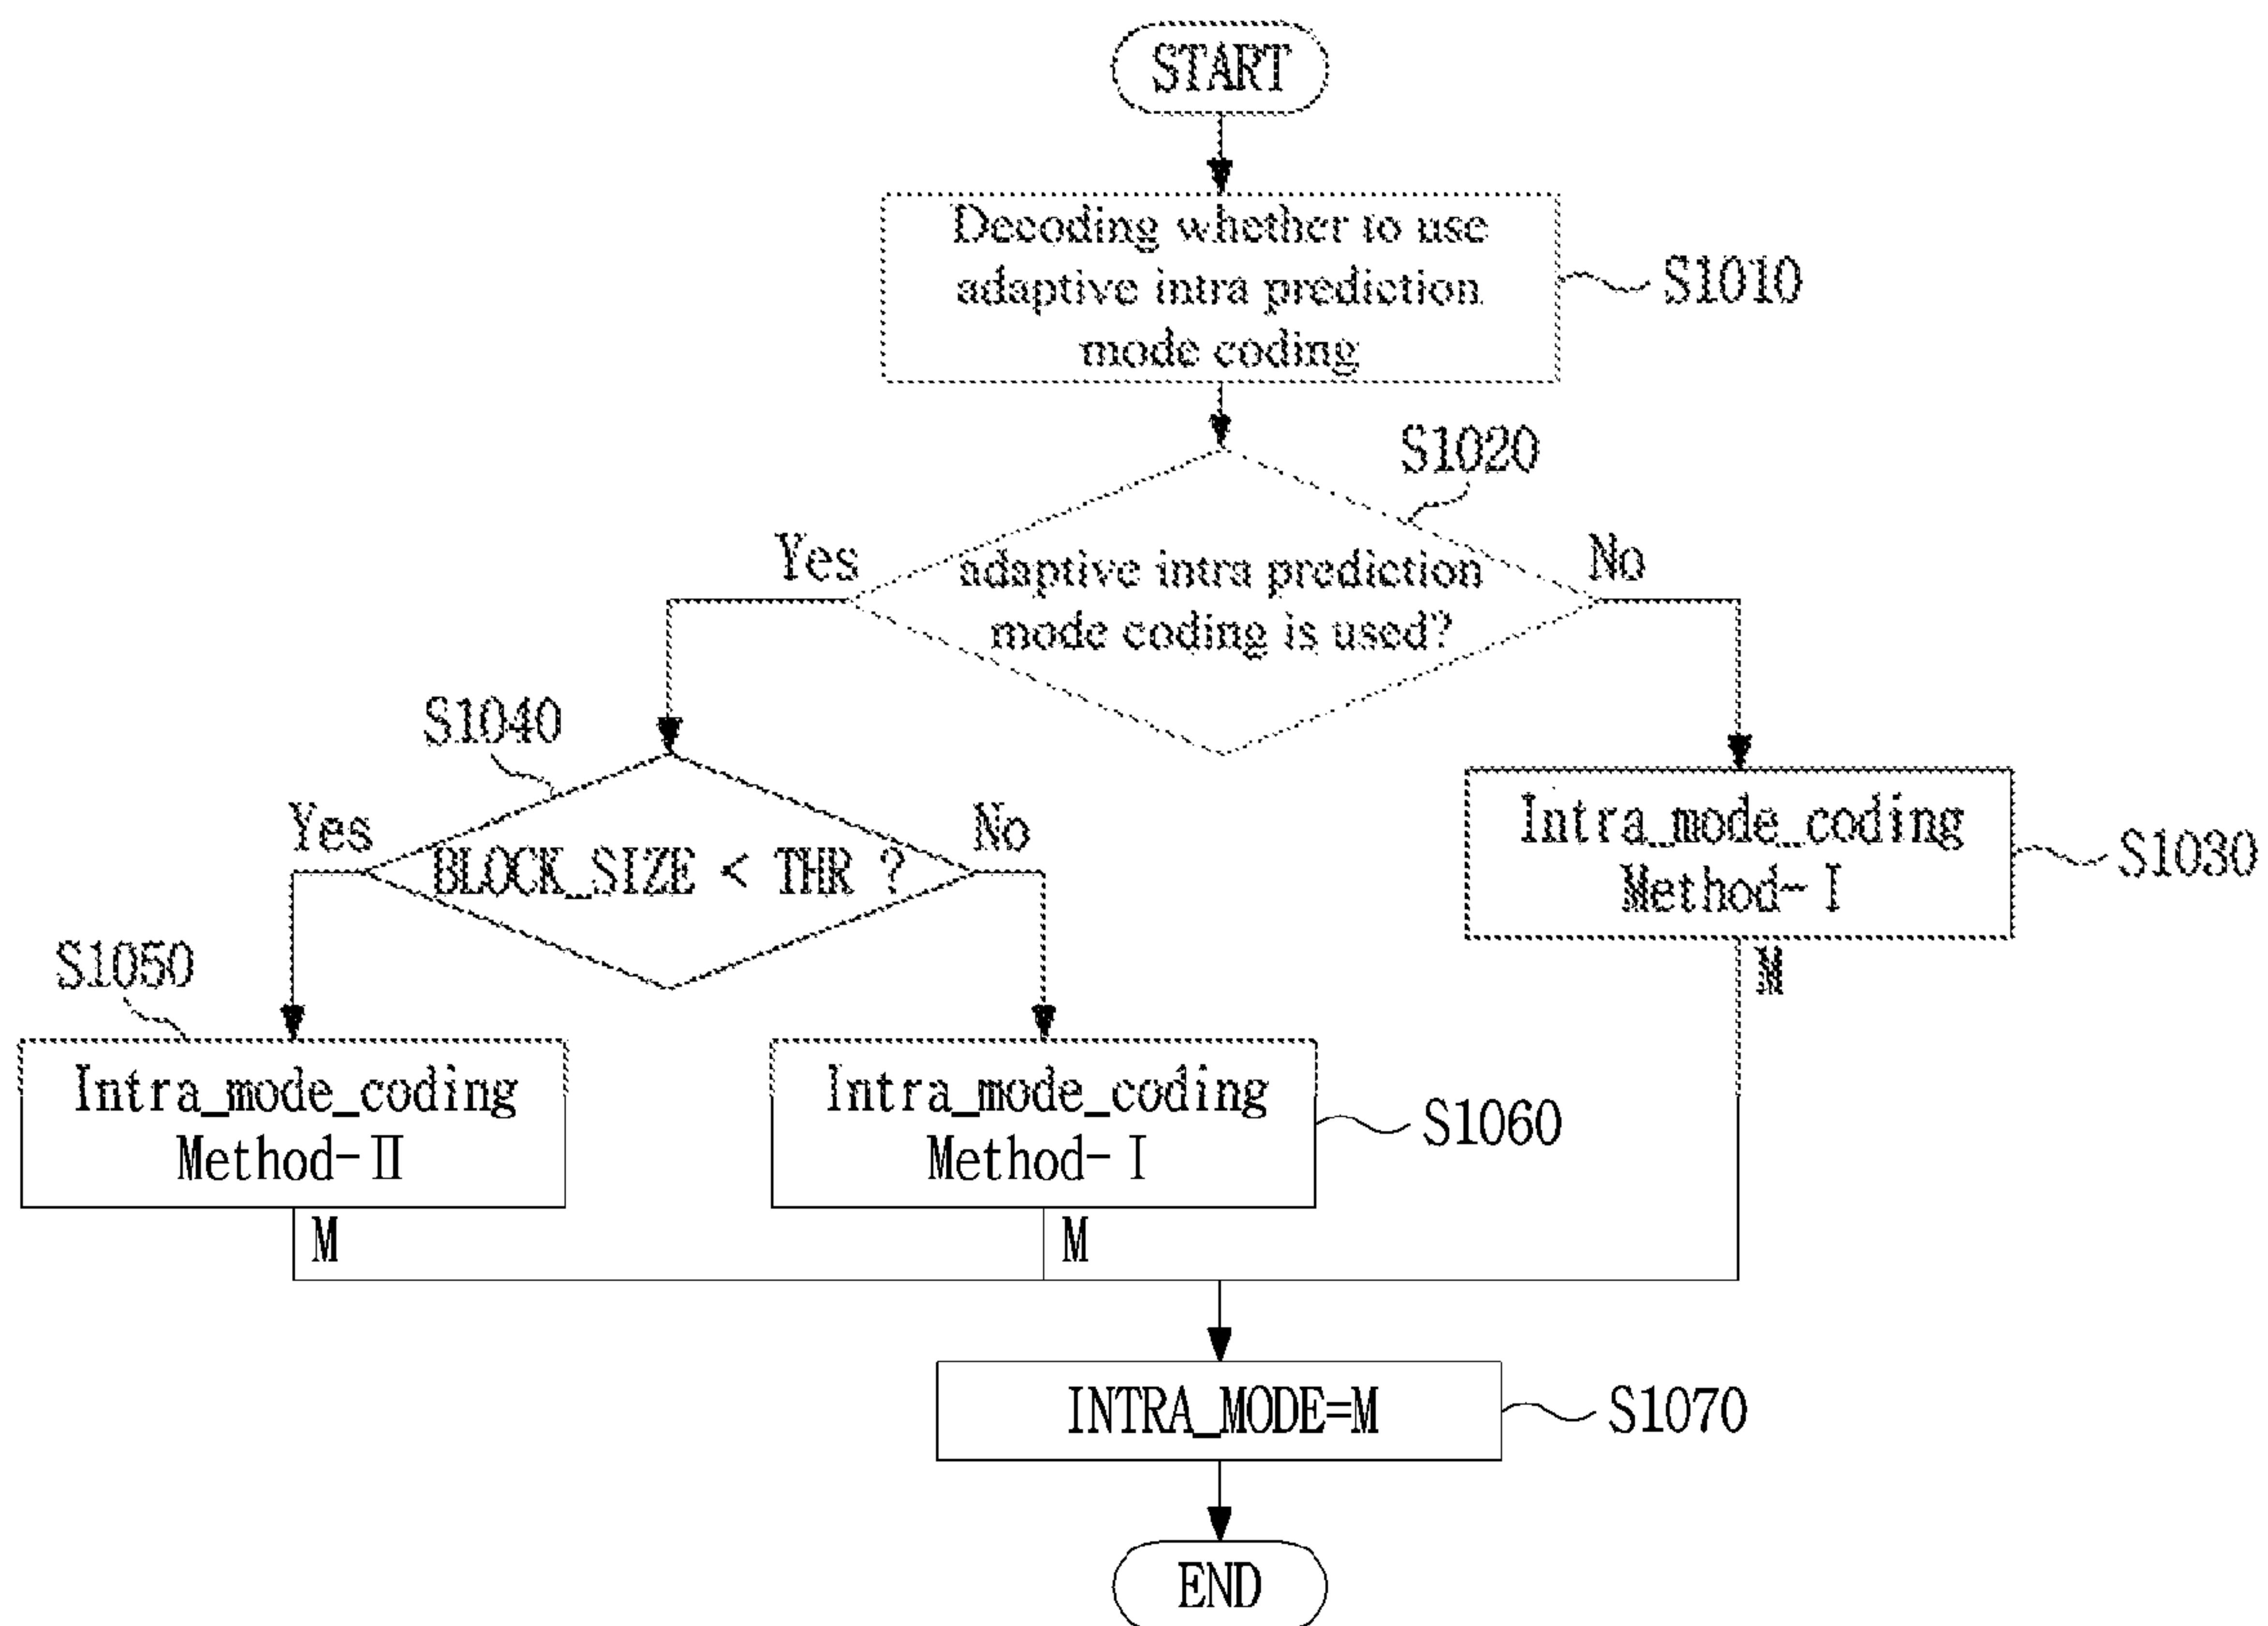 START
Decoding whether to use
adaptive intra prediction
mode coding
S1010
S1020
Yes
adaptive intra prediction
mode coding is used?
No
S1040
Yes
BLOCK_SIZE < THR ?
No
Intra_mode_coding
Method-Ⅰ
S1030
M
S1050
Intra_mode_coding
Method-Ⅱ
M
Intra_mode_coding
Method-Ⅰ
S1060
M
INTRA_MODE=M
S1070
END